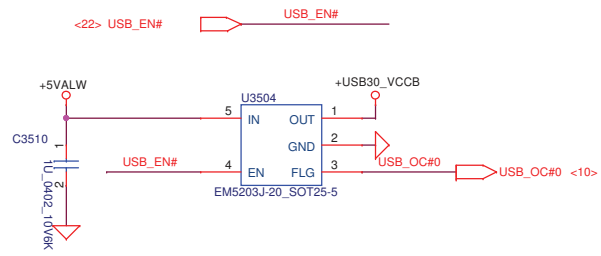 <22> USB_EN#
USB_EN#
+5VALW
+USB30_VCCB
U3504
5 IN OUT 1
C3510
1
GND 2
1U_0402_10V6K
2
USB_EN# 4 EN FLG 3 USB_OC#0
USB_OC#0 <10>
EM5203J-20_SOT25-5